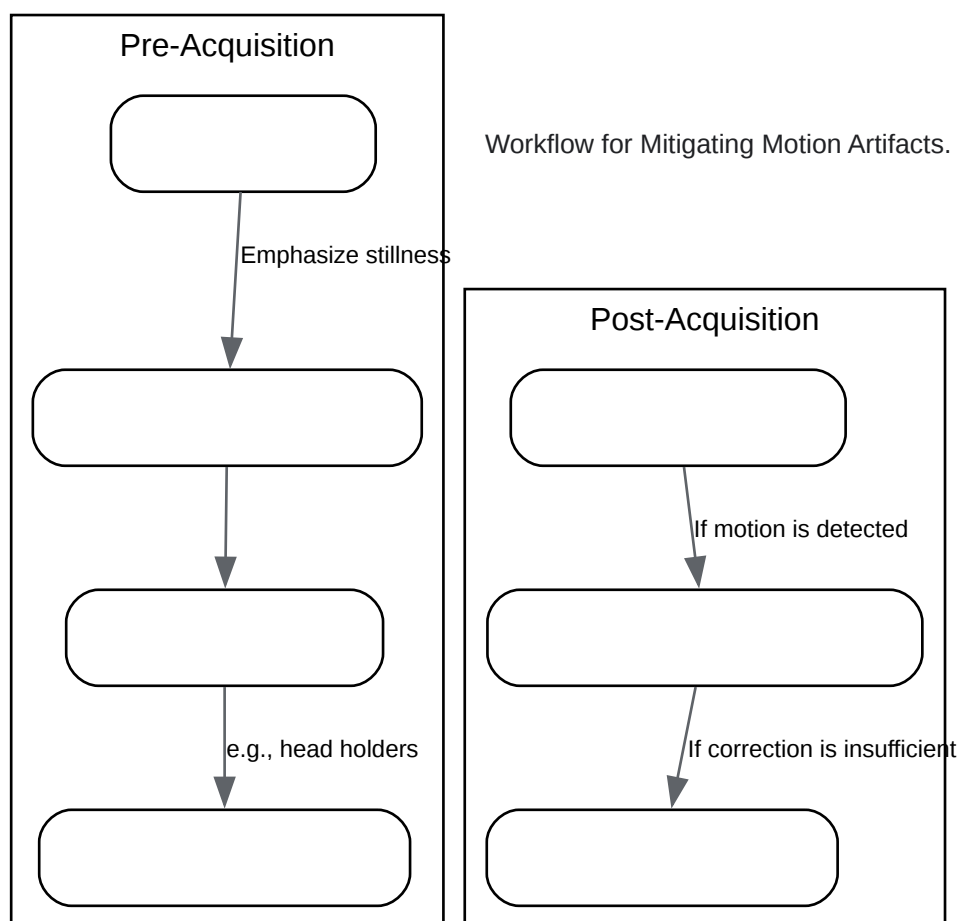 Pre-Acquisition
Workflow for Mitigating Motion Artifacts.
Emphasize stillness
e.g., head holders
Post-Acquisition
If motion is detected
If correction is insufficient